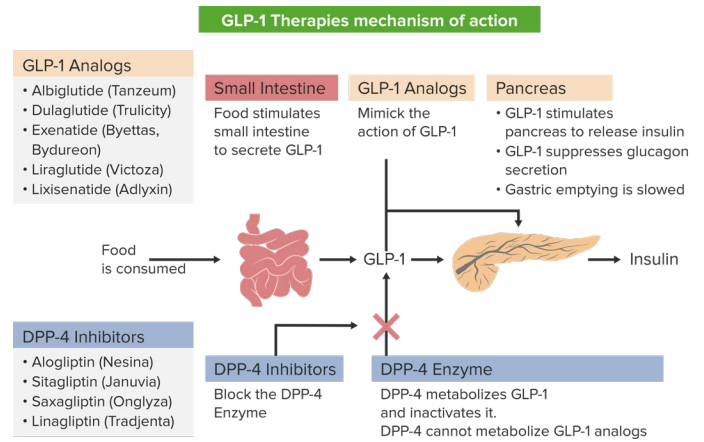 GLP-1 Therapies mechanism of action
GLP-1 Analogs
• Albiglutide (Tanzeum)
• Dulaglutide (Trulicity)
• Exenatide (Byettas,
Bydureon)
• Liraglutide (Victoza)
• Lixisenatide (Adlyxin)
Small Intestine
Food stimulates
small intestine
to secrete GLP-1
GLP-1 Analogs
Mimick the
action of GLP-1
Pancreas
• GLP-1 stimulates
pancreas to release insulin
• GLP-1 suppresses glucagon
secretion
• Gastric emptying is slowed
Food
is consumed
GLP-1
Insulin
DPP-4 Inhibitors
• Alogliptin (Nesina)
• Sitagliptin (Januvia)
• Saxagliptin (Onglyza)
• Linagliptin (Tradjenta)
DPP-4 Inhibitors
Block the DPP-4
Enzyme
DPP-4 Enzyme
DPP-4 metabolizes GLP-1
and inactivates it.
DPP-4 cannot metabolize GLP-1 analogs